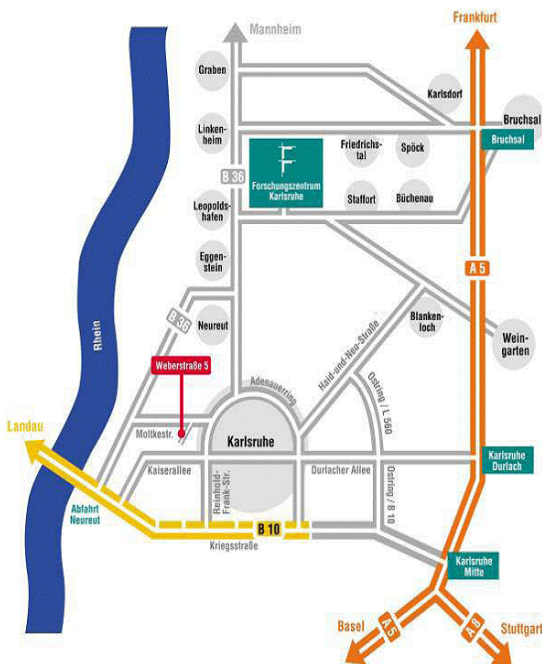 Mannheim
Frankfurt
Graben
Karlsdorf
Bruchsal
Bruchsal
Linken-
heim
Friedrichs-
tal
Spöck
B 36
Forschungszentrum
Karlsruhe
Leopolds-
hafen
Staffort
Büchenau
Eggen-
stein
A 5
B 36
Neureut
Blanken-
loch
Wein-
garten
Rhein
Haid-und-Neu-Straße
Weberstraße 5
Adenauerring
Ostring / L 560
Landau
Moltkestr.
Karlsruhe
Karlsruhe
Durlach
Kaiserallee
Reinhold-
Frank-Str.
Durlacher Allee
Ostring / B 10
Abfahrt
Neureut
B 10
Kriegsstraße
Karlsruhe
Mitte
Basel
A 5
A 8
Stuttgart